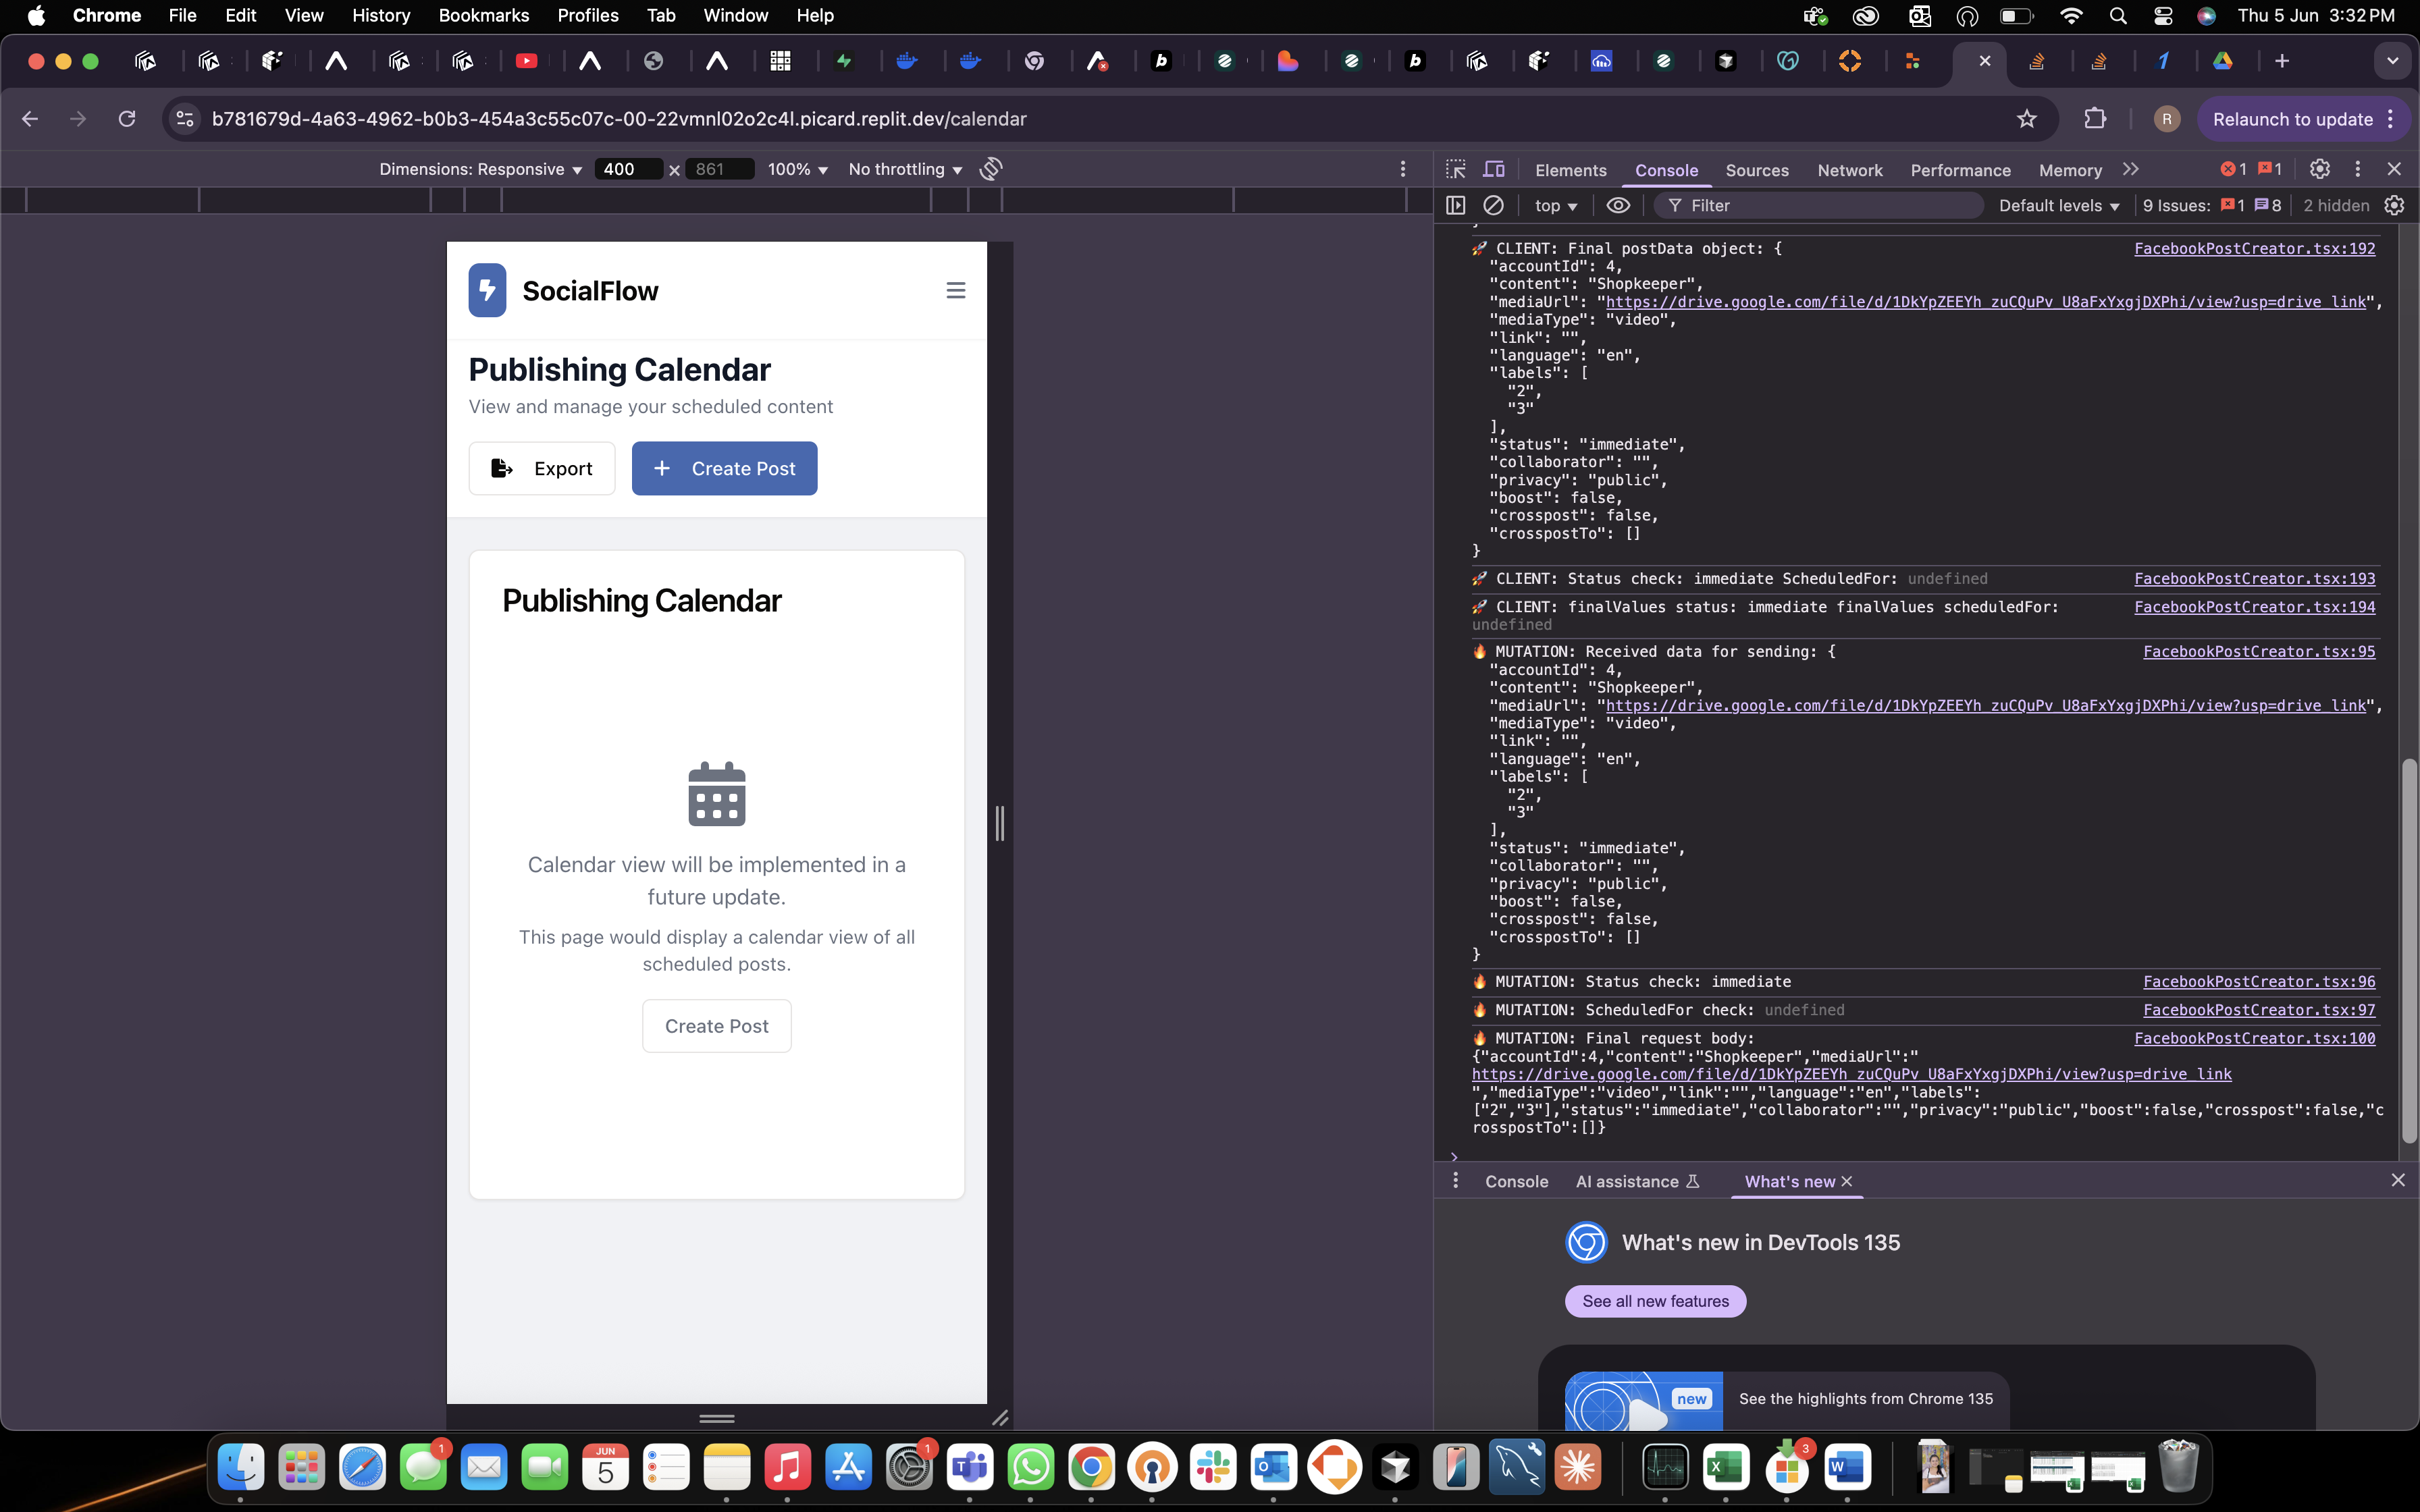 Chrome File Edit View History Bookmarks Profiles Tab Window Help
Thu 5 Jun 3:32 PM
b781679d-4a63-4962-b0b3-454a3c55c07c-00-22vmnl02o2c4l.picard.replit.dev/calendar
R
Relaunch to update
Dimensions: Responsive 400 × 861 100% No throttling
Elements Console Sources Network Performance Memory 1 1
top Filter Default levels 9 Issues: 1 8 2 hidden
SocialFlow
Publishing Calendar
View and manage your scheduled content
Export
+ Create Post
Publishing Calendar
Calendar view will be implemented in a
future update.
This page would display a calendar view of all
scheduled posts.
Create Post
}
🚀 CLIENT: Final postData object: { FacebookPostCreator.tsx:192
"accountId": 4,
"content": "Shopkeeper",
"mediaUrl": "https://drive.google.com/file/d/1DkYpZEEYh_zuCQuPv_U8aFxYxgjDXPhi/view?usp=drive_link",
"mediaType": "video",
"link": "",
"language": "en",
"labels": [
"2",
"3"
],
"status": "immediate",
"collaborator": "",
"privacy": "public",
"boost": false,
"crosspost": false,
"crosspostTo": []
}
🚀 CLIENT: Status check: immediate ScheduledFor: undefined FacebookPostCreator.tsx:193
🚀 CLIENT: finalValues status: immediate finalValues scheduledFor: FacebookPostCreator.tsx:194
undefined
🔥 MUTATION: Received data for sending: { FacebookPostCreator.tsx:95
"accountId": 4,
"content": "Shopkeeper",
"mediaUrl": "https://drive.google.com/file/d/1DkYpZEEYh_zuCQuPv_U8aFxYxgjDXPhi/view?usp=drive_link",
"mediaType": "video",
"link": "",
"language": "en",
"labels": [
"2",
"3"
],
"status": "immediate",
"collaborator": "",
"privacy": "public",
"boost": false,
"crosspost": false,
"crosspostTo": []
}
🔥 MUTATION: Status check: immediate FacebookPostCreator.tsx:96
🔥 MUTATION: ScheduledFor check: undefined FacebookPostCreator.tsx:97
🔥 MUTATION: Final request body: FacebookPostCreator.tsx:100
{"accountId":4,"content":"Shopkeeper","mediaUrl":"
https://drive.google.com/file/d/1DkYpZEEYh_zuCQuPv_U8aFxYxgjDXPhi/view?usp=drive_link
","mediaType":"video","link":"","language":"en","labels":
["2","3"],"status":"immediate","collaborator":"","privacy":"public","boost":false,"crosspost":false,"c
rosspostTo":[]}
Console AI assistance What's new
What's new in DevTools 135
See all new features
new
See the highlights from Chrome 135
1
JUN
5
1
3